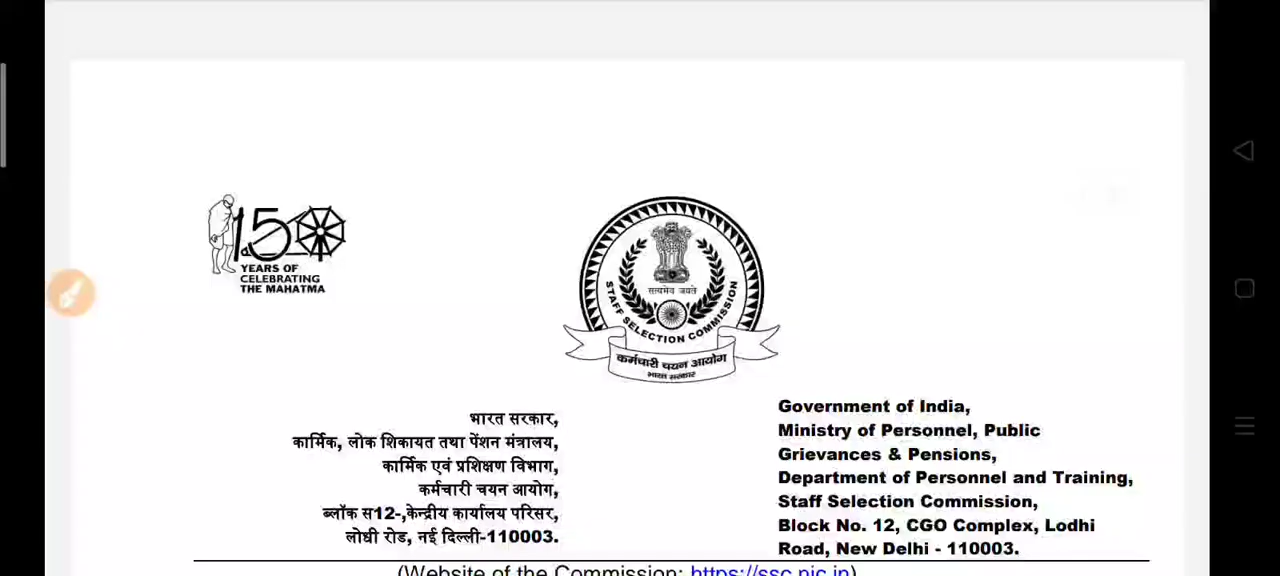 150
YEARS OF
CELEBRATING
THE MAHATMA
सत्यमेव जयते
STAFF SELECTION COMMISSION
कर्मचारी चयन आयोग
भारत सरकार
भारत सरकार,
कार्मिक, लोक शिकायत तथा पेंशन मंत्रालय,
कार्मिक एवं प्रशिक्षण विभाग,
कर्मचारी चयन आयोग,
ब्लॉक स12-,केन्द्रीय कार्यालय परिसर,
लोधी रोड, नई दिल्ली-110003.
Government of India,
Ministry of Personnel, Public
Grievances & Pensions,
Department of Personnel and Training,
Staff Selection Commission,
Block No. 12, CGO Complex, Lodhi
Road, New Delhi - 110003.
(Website of the Commission: https://ssc.nic.in)